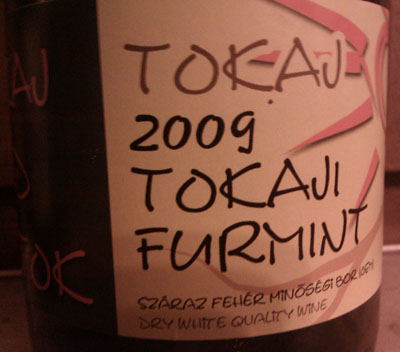 TOKAJ
2009
TOKAJI
FURMINT
SZÁRAZ FEHÉR MINŐSÉGI BOR
DRY WHITE QUALITY WINE